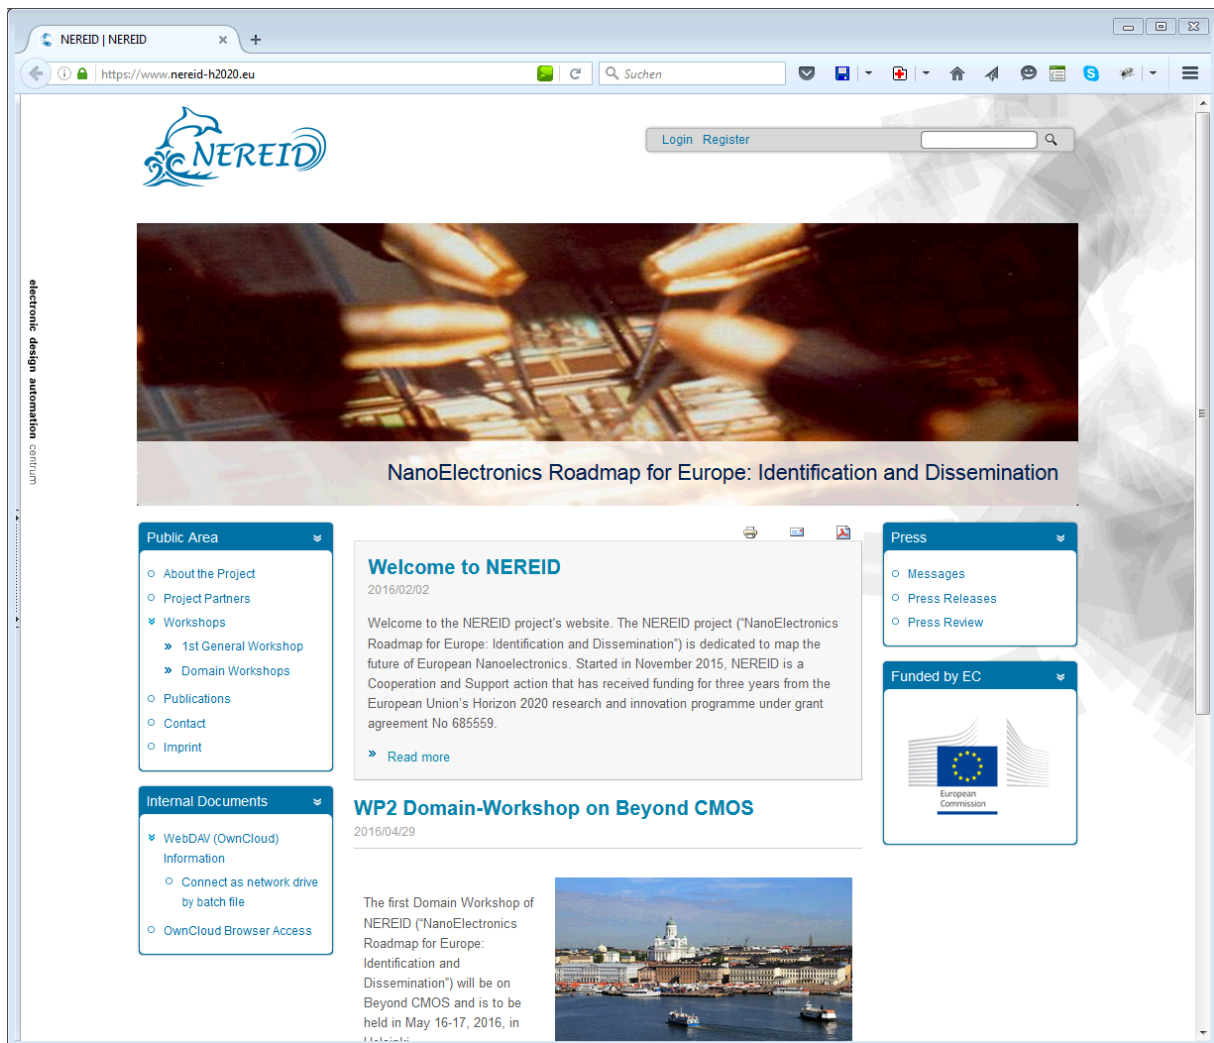 NEREID | NEREID
https://www.nereid-h2020.eu
Suchen
NEREID
Login Register
electronic design automation centrum
NanoElectronics Roadmap for Europe: Identification and Dissemination
Public Area
About the Project
Project Partners
Workshops
1st General Workshop
Domain Workshops
Publications
Contact
Imprint
Internal Documents
WebDAV (OwnCloud)
Information
Connect as network drive
by batch file
OwnCloud Browser Access
Welcome to NEREID
2016/02/02
Welcome to the NEREID project's website. The NEREID project ("NanoElectronics
Roadmap for Europe: Identification and Dissemination") is dedicated to map the
future of European Nanoelectronics. Started in November 2015, NEREID is a
Cooperation and Support action that has received funding for three years from the
European Union's Horizon 2020 research and innovation programme under grant
agreement No 685559.
Read more
WP2 Domain-Workshop on Beyond CMOS
2016/04/29
The first Domain Workshop of
NEREID ("NanoElectronics
Roadmap for Europe:
Identification and
Dissemination") will be on
Beyond CMOS and is to be
held in May 16-17, 2016, in
Helsinki
Press
Messages
Press Releases
Press Review
Funded by EC
European
Commission